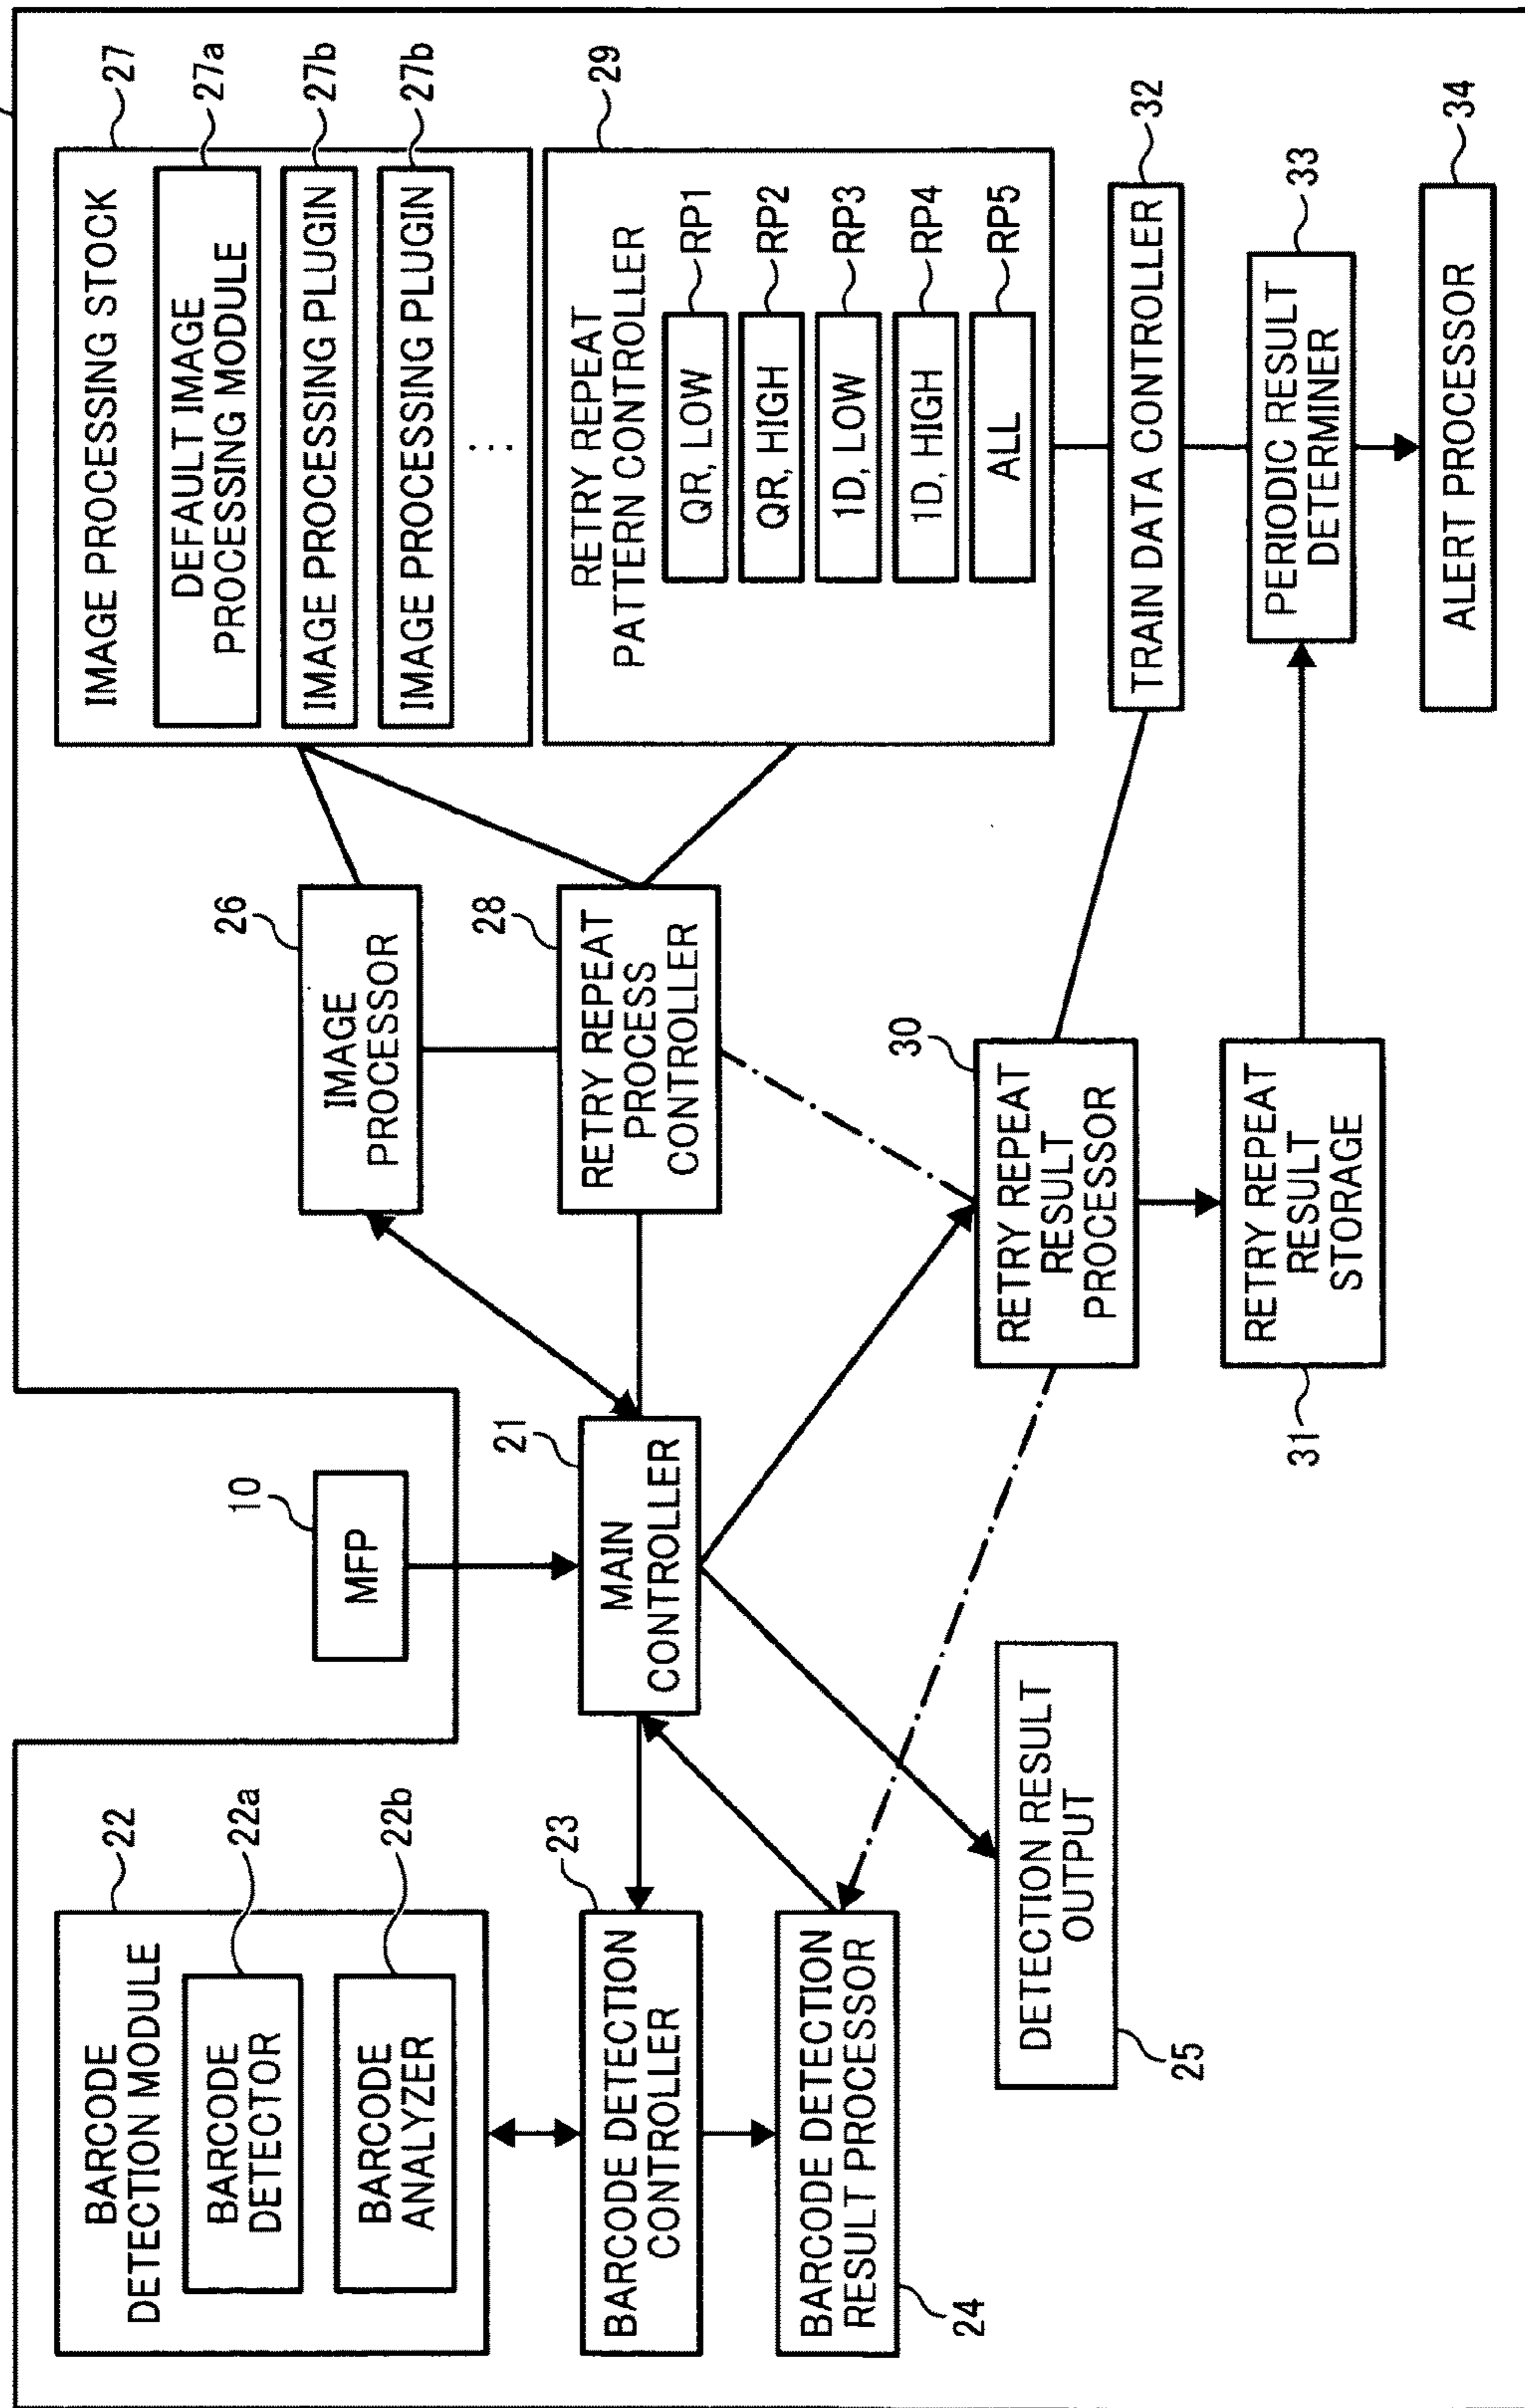 BARCODE
DETECTION MODULE
22
BARCODE
DETECTOR
22a
BARCODE
ANALYZER
22b
BARCODE DETECTION
CONTROLLER
23
BARCODE DETECTION
RESULT PROCESSOR
24
DETECTION RESULT
OUTPUT
25
MFP
10
MAIN
CONTROLLER
21
IMAGE
PROCESSOR
26
RETRY REPEAT
PROCESS
CONTROLLER
28
RETRY REPEAT
RESULT
PROCESSOR
30
RETRY REPEAT
RESULT
STORAGE
31
IMAGE PROCESSING STOCK
27
DEFAULT IMAGE
PROCESSING MODULE
27a
IMAGE PROCESSING PLUGIN
27b
IMAGE PROCESSING PLUGIN
27b
...
RETRY REPEAT
PATTERN CONTROLLER
29
QR, LOW
RP1
QR, HIGH
RP2
1D, LOW
RP3
1D, HIGH
RP4
ALL
RP5
TRAIN DATA CONTROLLER
32
PERIODIC RESULT
DETERMINER
33
ALERT PROCESSOR
34